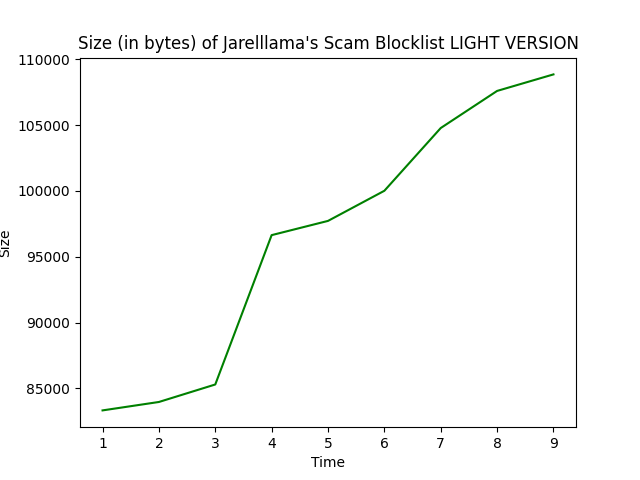 Size (in bytes) of Jarelllama's Scam Blocklist LIGHT VERSION
110000
105000
100000
95000
90000
85000
Size
1 2 3 4 5 6 7 8 9
Time